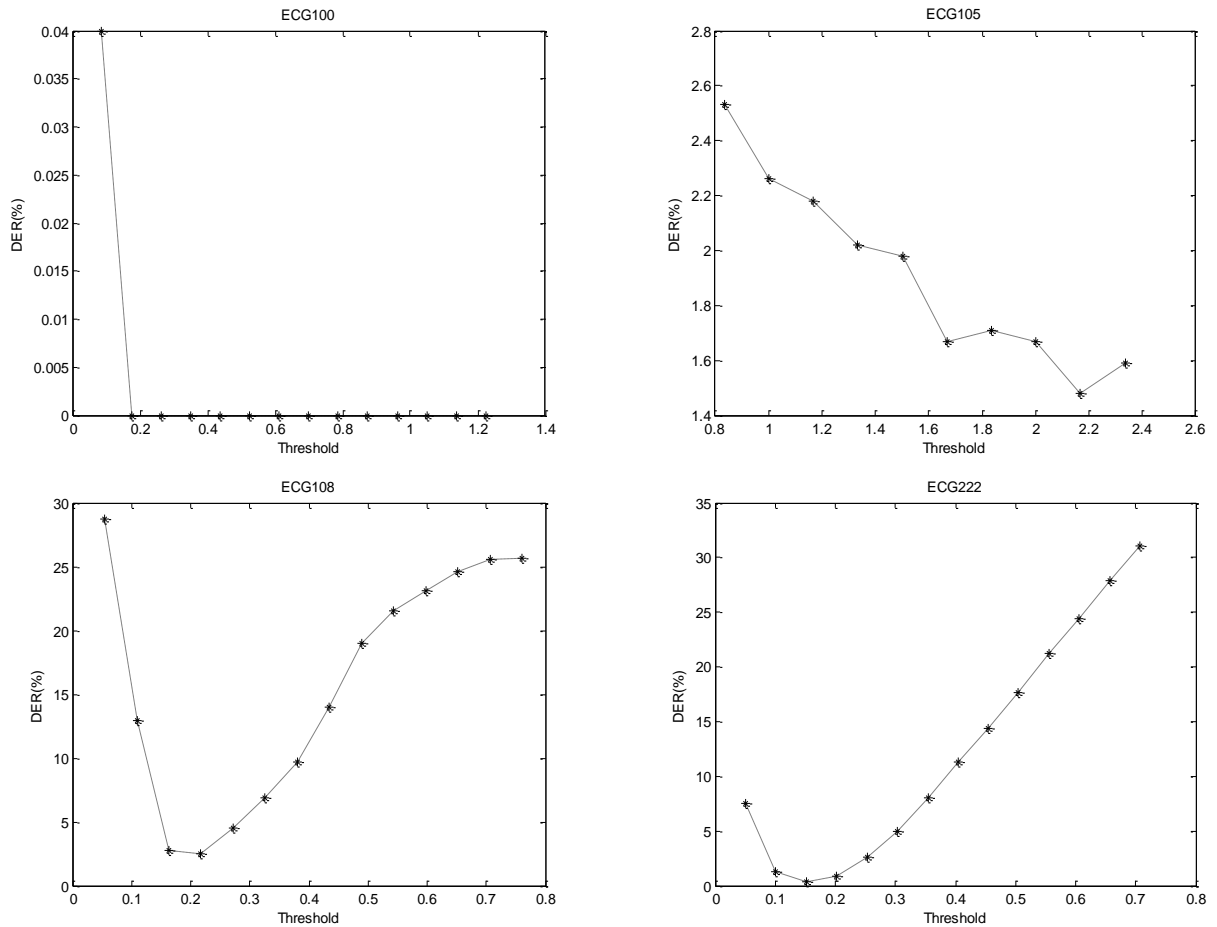 ECG100
0.04
0.035
0.03
0.025
0.02
0.015
0.01
0.005
0
DER(%)
0 0.2 0.4 0.6 0.8 1 1.2 1.4
Threshold
ECG105
2.8
2.6
2.4
2.2
2
1.8
1.6
1.4
DER(%)
0.8 1 1.2 1.4 1.6 1.8 2 2.2 2.4 2.6
Threshold
ECG108
30
25
20
15
10
5
0
DER(%)
0 0.1 0.2 0.3 0.4 0.5 0.6 0.7 0.8
Threshold
ECG222
35
30
25
20
15
10
5
0
DER(%)
0 0.1 0.2 0.3 0.4 0.5 0.6 0.7 0.8
Threshold